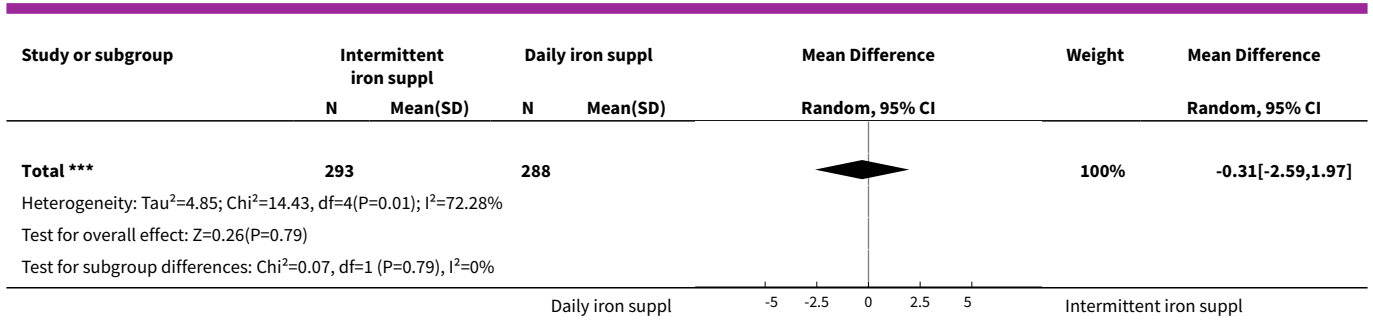 Study or subgroup Intermittent iron suppl Daily iron suppl Mean Difference Weight Mean Difference
N Mean(SD) N Mean(SD) Random, 95% CI Random, 95% CI
Total *** 293 288 100% -0.31[-2.59,1.97]
Heterogeneity: Tau²=4.85; Chi²=14.43, df=4(P=0.01); I²=72.28%
Test for overall effect: Z=0.26(P=0.79)
Test for subgroup differences: Chi²=0.07, df=1 (P=0.79), I²=0%
Daily iron suppl -5 -2.5 0 2.5 5 Intermittent iron suppl